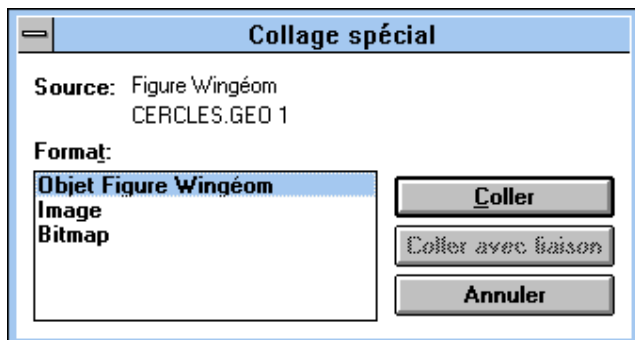 Collage spécial
Source: Figure Wingéom
CERCLES.GEO 1
Format:
Objet Figure Wingéom
Image
Bitmap
Coller
Coller avec liaison
Annuler